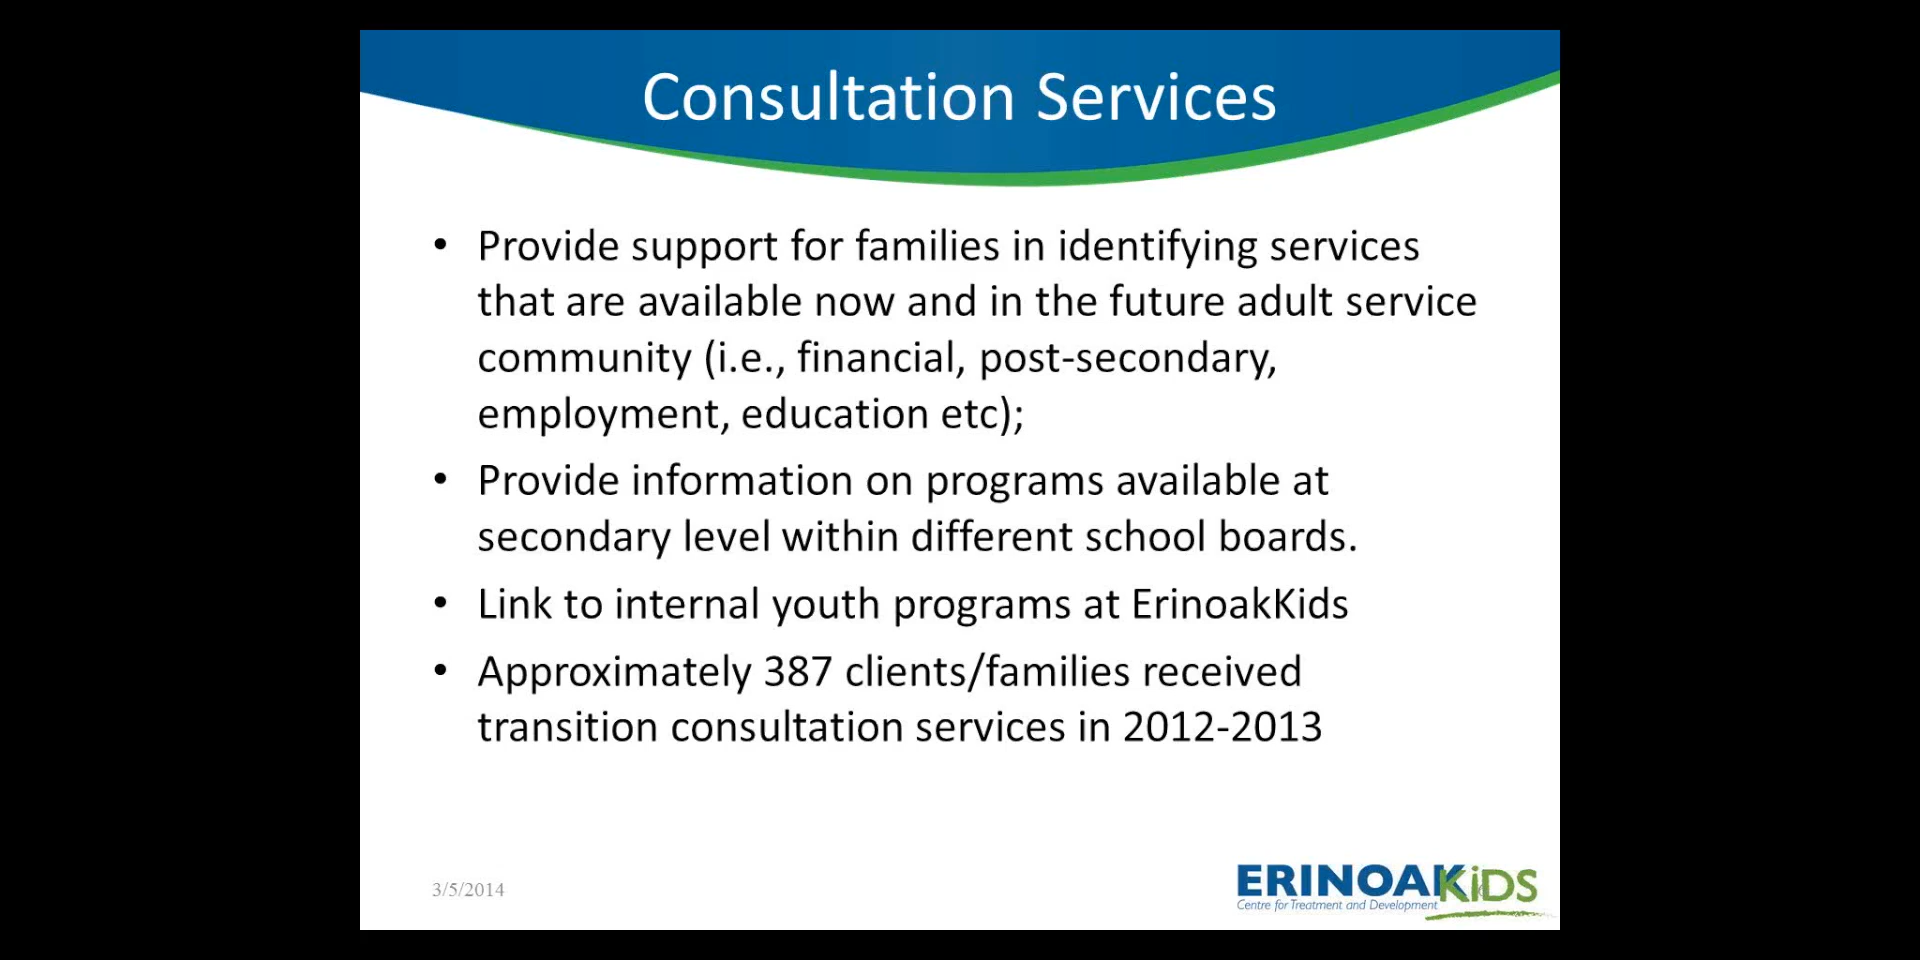 Consultation Services
• Provide support for families in identifying services
that are available now and in the future adult service
community (i.e., financial, post-secondary,
employment, education etc);
• Provide information on programs available at
secondary level within different school boards.
• Link to internal youth programs at ErinoakKids
• Approximately 387 clients/families received
transition consultation services in 2012-2013
3/5/2014
ERINOAKKiDS
Centre for Treatment and Development